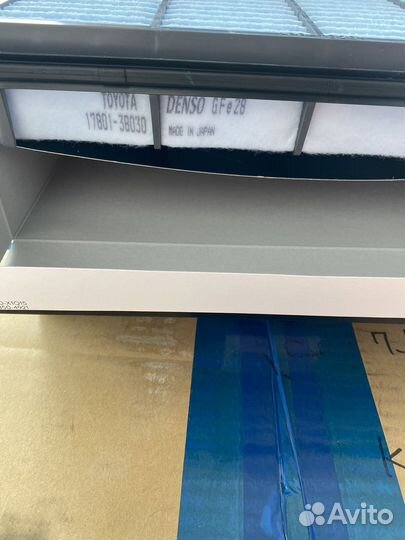 TOYOTA DENSO GFe28
17801-38030 MADE IN JAPAN
Avito